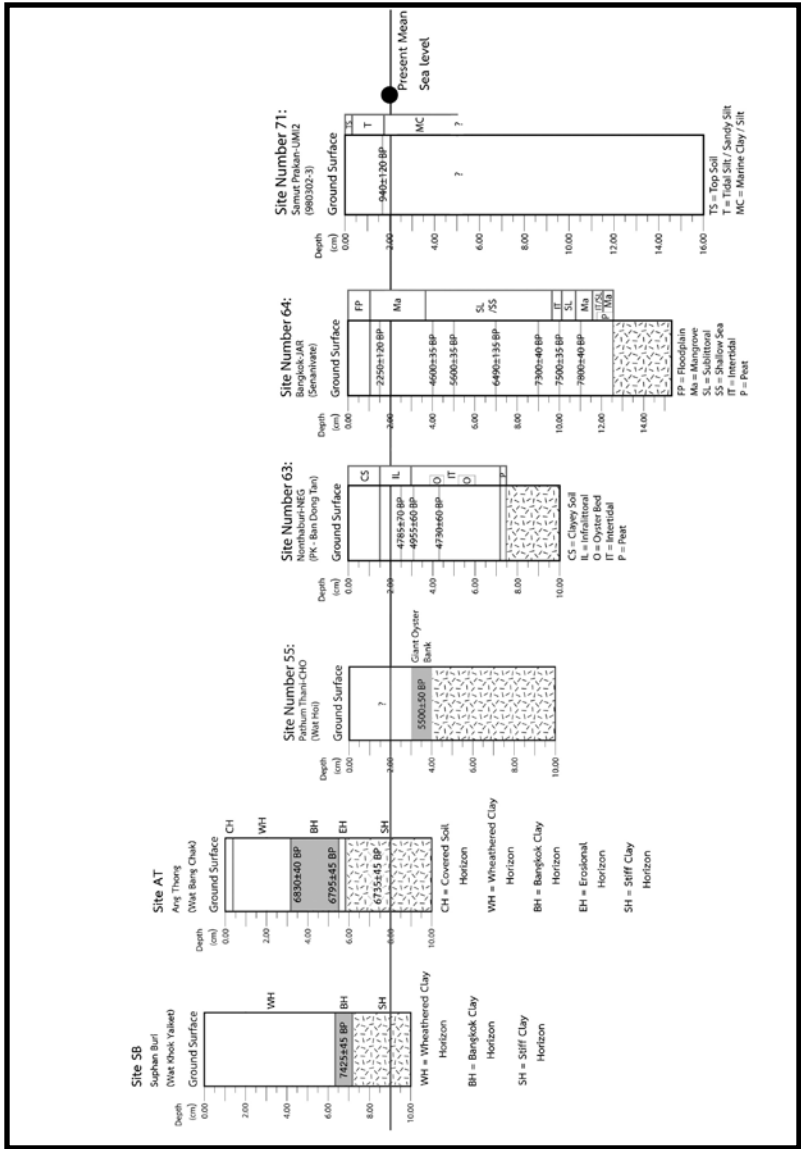 Site SB
Suphan Buri
(Wat Khok Yaiket)
Ground Surface
Depth
(cm)
0.00
2.00
4.00
6.00
8.00
10.00
7425±45 BP
WH
BH
SH
WH = Wheathered Clay
Horizon
BH = Bangkok Clay
Horizon
SH = Stiff Clay
Horizon
Site AT
Ang Thong
(Wat Bang Chak)
Ground Surface
Depth
(cm)
0.00
2.00
4.00
6.00
8.00
10.00
6830±40 BP
6795±45 BP
6735±45 BP
CH
WH
BH
EH
SH
CH = Covered Soil
Horizon
WH = Wheathered Clay
Horizon
BH = Bangkok Clay
Horizon
EH = Erosional
Horizon
SH = Stiff Clay
Horizon
Site Number 55:
Pathum Thani-CHO
(Wat Hoi)
Ground Surface
Depth
(cm)
0.00
2.00
4.00
6.00
8.00
10.00
?
5500±50 BP
Giant Oyster
Bank
Site Number 63:
Nonthaburi-NEG
(PK - Ban Dong Tan)
Ground Surface
Depth
(cm)
0.00
2.00
4.00
6.00
8.00
10.00
4785±70 BP
4955±60 BP
4730±60 BP
CS
IL
O
IT
O
P
CS = Clayey Soil
IL = Infralittoral
O = Oyster Bed
IT = Intertidal
P = Peat
Site Number 64:
Bangkok-JAR
(Senanivate)
Ground Surface
Depth
(cm)
0.00
2.00
4.00
6.00
8.00
10.00
12.00
14.00
2250±120 BP
4600±35 BP
5600±35 BP
6490±135 BP
7300±40 BP
7500±35 BP
7800±40 BP
FP
Ma
SL
/SS
IT
SL
Ma
IT/SL
P
Ma
FP = Floodplain
Ma = Mangrove
SL = Sublittoral
SS = Shallow Sea
IT = Intertidal
P = Peat
Site Number 71:
Samut Prakan-UMI2
(980302-3)
Ground Surface
Depth
(cm)
0.00
2.00
4.00
6.00
8.00
10.00
12.00
14.00
16.00
940±120 BP
?
TS
T
MC
?
TS = Top Soil
T = Tidal Silt / Sandy Silt
MC = Marine Clay / Silt
Present Mean
Sea level